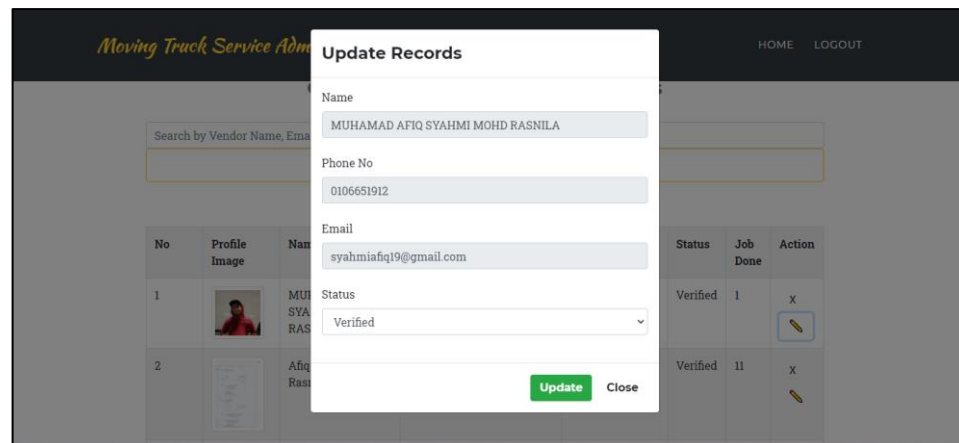 Moving Truck Service Adm
HOME LOGOUT
Update Records
Name
MUHAMAD AFIQ SYAHMI MOHD RASNILA
Phone No
0106651912
Email
syahmiafiq19@gmail.com
Status
Verified
Update Close
Search by Vendor Name, Ema
No Profile Image Nam Status Job Done Action
1 MUH SYA RAS Verified 1 X
2 Afiq Rasn Verified 11 X